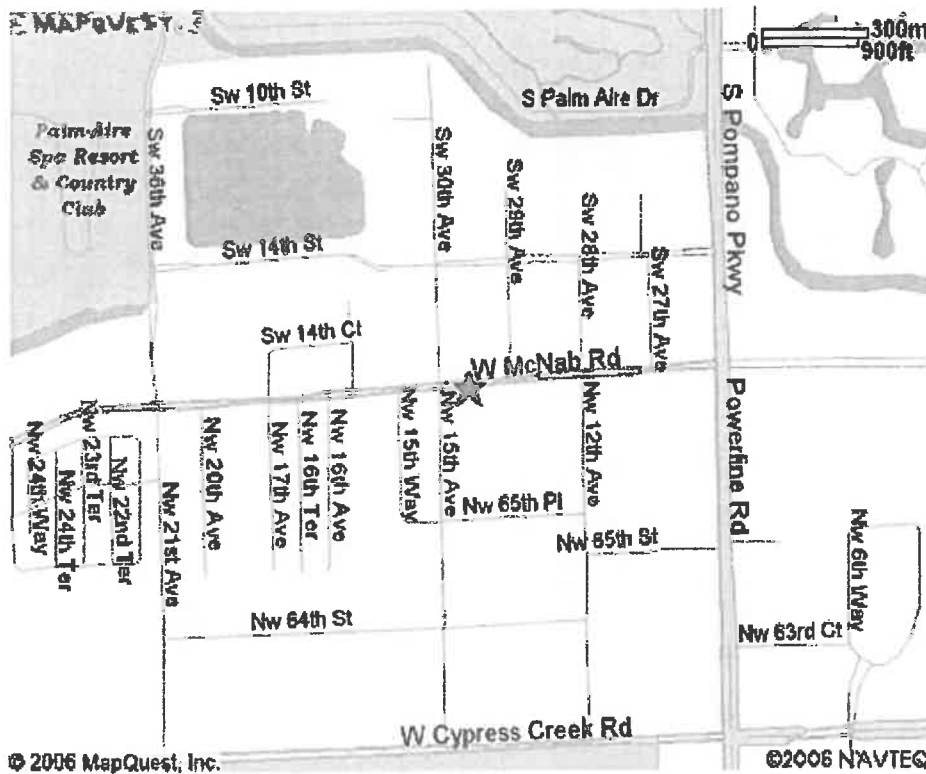 MAPQUEST
0 300m
900ft
Sw 10th St
S Palm Aire Dr
Palm-Aire
Spa Resort
& Country
Club
Sw 36th Ave
Sw 30th Ave
Sw 29th Ave
Sw 28th Ave
Sw 27th Ave
S Pompano Pkwy
Sw 14th St
Sw 14th Ct
W McNab Rd
Powerline Rd
Nw 24th Way
Nw 24th Ter
Nw 23rd Ter
Nw 22nd Ter
Nw 21st Ave
Nw 20th Ave
Nw 17th Ave
Nw 16th Ter
Nw 16th Ave
Nw 15th Way
Nw 15th Ave
Nw 12th Ave
Nw 65th Pl
Nw 65th St
Nw 6th Way
Nw 64th St
Nw 63rd Ct
W Cypress Creek Rd
© 2006 MapQuest, Inc.
©2006 NAVTEQ